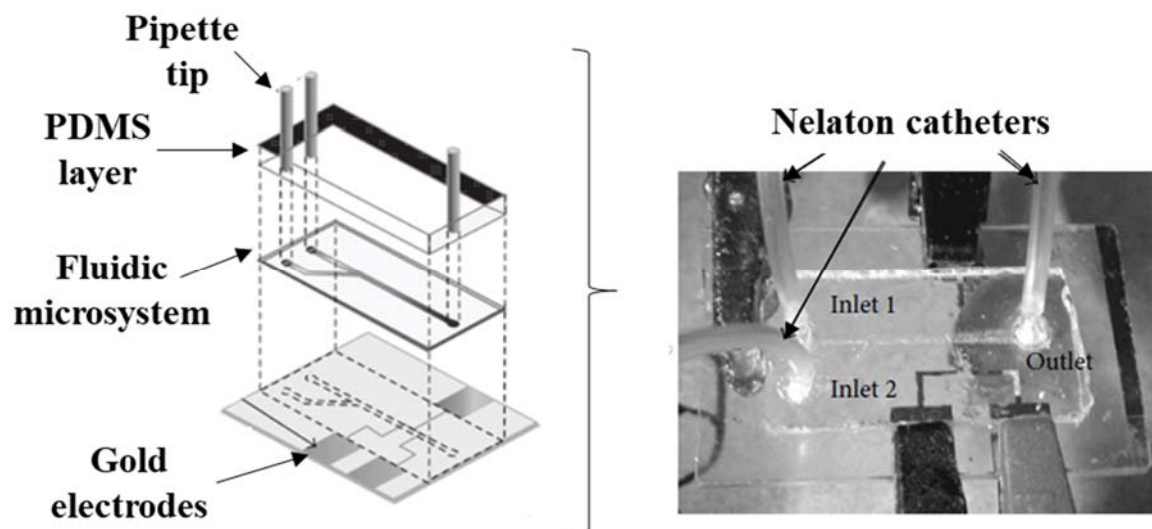 Pipette
tip
PDMS
layer
Fluidic
microsystem
Gold
electrodes
Nelaton catheters
Inlet 1
Inlet 2
Outlet